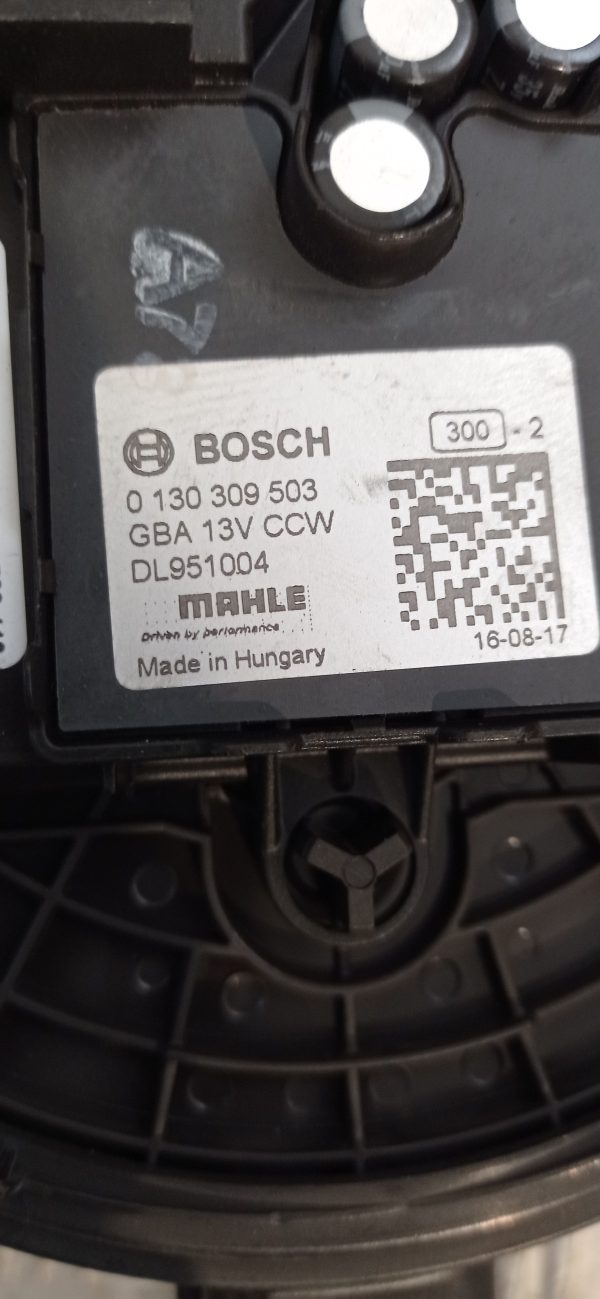 A7
BOSCH
300 - 2
0 130 309 503
GBA 13V CCW
DL951004
MAHLE
Driven by performance
Made in Hungary
16-08-17